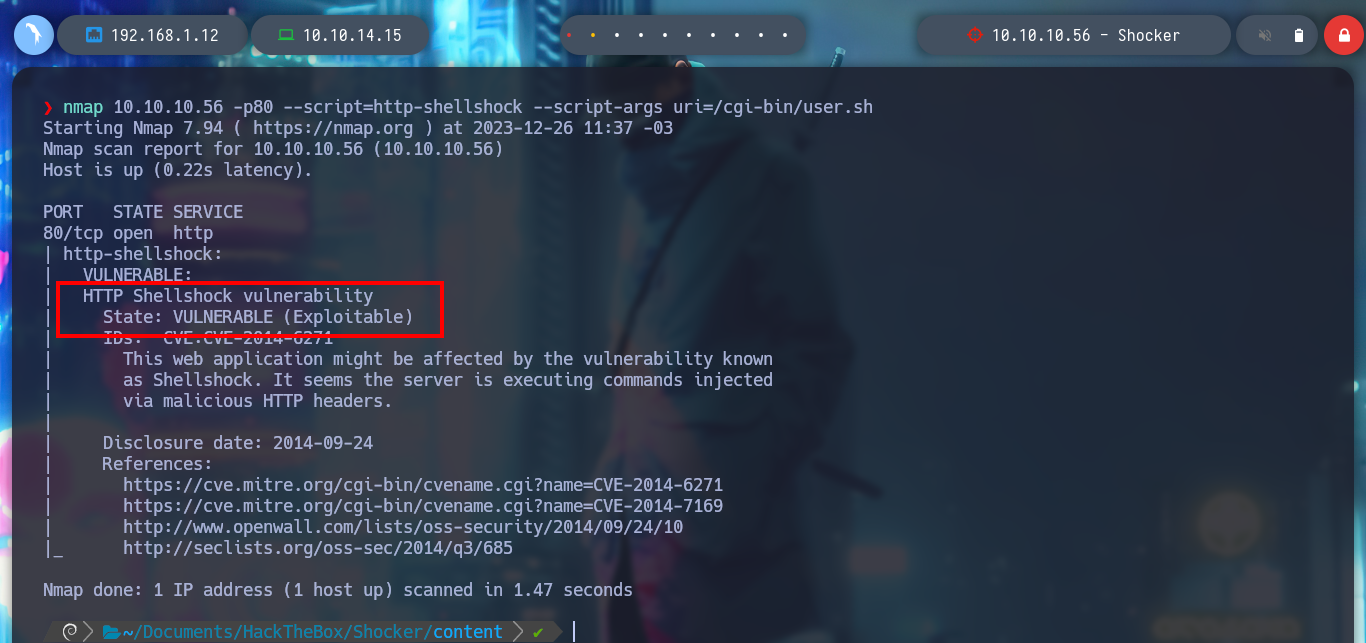 192.168.1.12 10.10.14.15 10.10.10.56 - Shocker
❯ nmap 10.10.10.56 -p80 --script=http-shellshock --script-args uri=/cgi-bin/user.sh
Starting Nmap 7.94 ( https://nmap.org ) at 2023-12-26 11:37 -03
Nmap scan report for 10.10.10.56 (10.10.10.56)
Host is up (0.22s latency).
PORT   STATE SERVICE
80/tcp open  http
| http-shellshock:
|   VULNERABLE:
|   HTTP Shellshock vulnerability
|     State: VULNERABLE (Exploitable)
|     IDs:  CVE:CVE-2014-6271
|       This web application might be affected by the vulnerability known
|       as Shellshock. It seems the server is executing commands injected
|       via malicious HTTP headers.
|
|     Disclosure date: 2014-09-24
|     References:
|       https://cve.mitre.org/cgi-bin/cvename.cgi?name=CVE-2014-6271
|       https://cve.mitre.org/cgi-bin/cvename.cgi?name=CVE-2014-7169
|       http://www.openwall.com/lists/oss-security/2014/09/24/10
|_      http://seclists.org/oss-sec/2014/q3/685
Nmap done: 1 IP address (1 host up) scanned in 1.47 seconds
~/Documents/HackTheBox/Shocker/content ✔